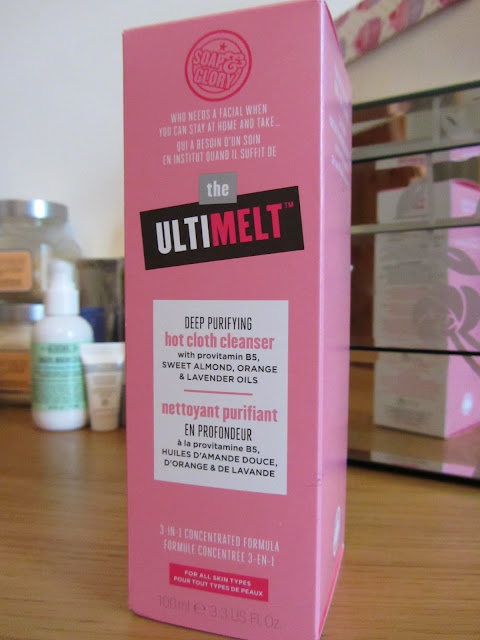 SOAP &
GLORY
WHO NEEDS A FACIAL WHEN
YOU CAN STAY AT HOME AND TAKE...
QUI A BESOIN D'UN SOIN
EN INSTITUT QUAND IL SUFFIT DE
the
ULTIMELT™
DEEP PURIFYING
hot cloth cleanser
with provitamin B5,
SWEET ALMOND, ORANGE
& LAVENDER OILS
nettoyant purifiant
EN PROFONDEUR
à la provitamine B5,
HUILES D'AMANDE DOUCE,
D'ORANGE & DE LAVANDE
3-IN-1 CONCENTRATED FORMULA
FORMULE CONCENTRÉE 3-EN-1
FOR ALL SKIN TYPES
POUR TOUT TYPES DE PEAUX
100ml ℮ 3.3 US Fl. Oz.